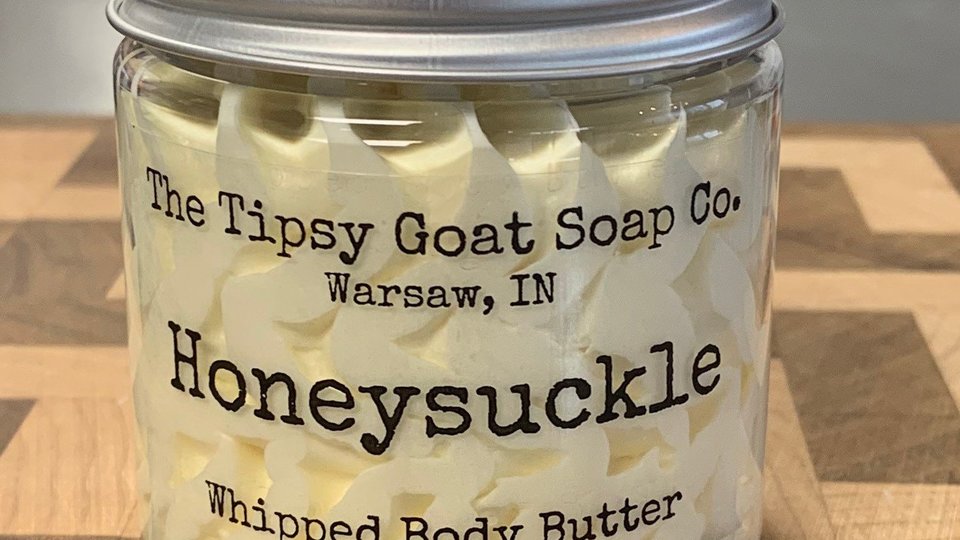 The Tipsy Goat Soap Co.
Warsaw, IN
Honeysuckle
Whipped Body Butter